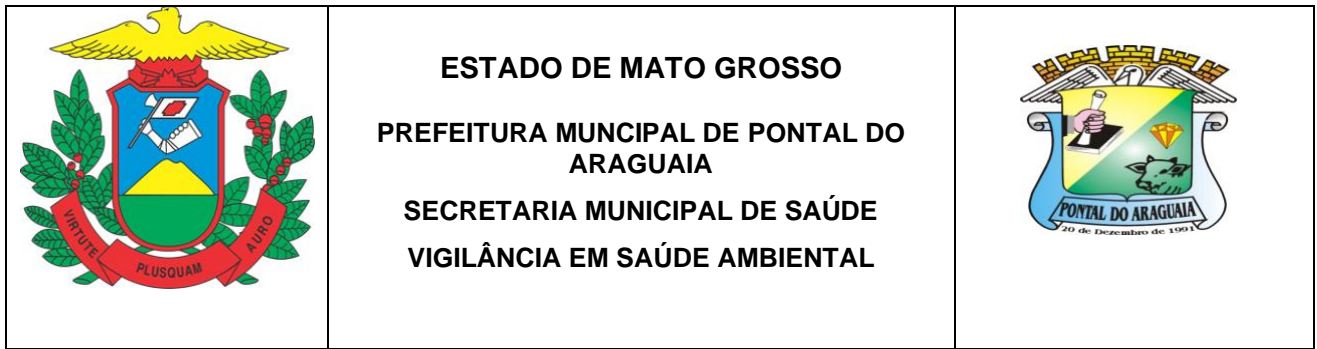 VIRTUTE PLUSQUAM AURO
ESTADO DE MATO GROSSO
PREFEITURA MUNCIPAL DE PONTAL DO
ARAGUAIA
SECRETARIA MUNICIPAL DE SAÚDE
VIGILÂNCIA EM SAÚDE AMBIENTAL
PONTAL DO ARAGUAIA
20 de Dezembro de 1991